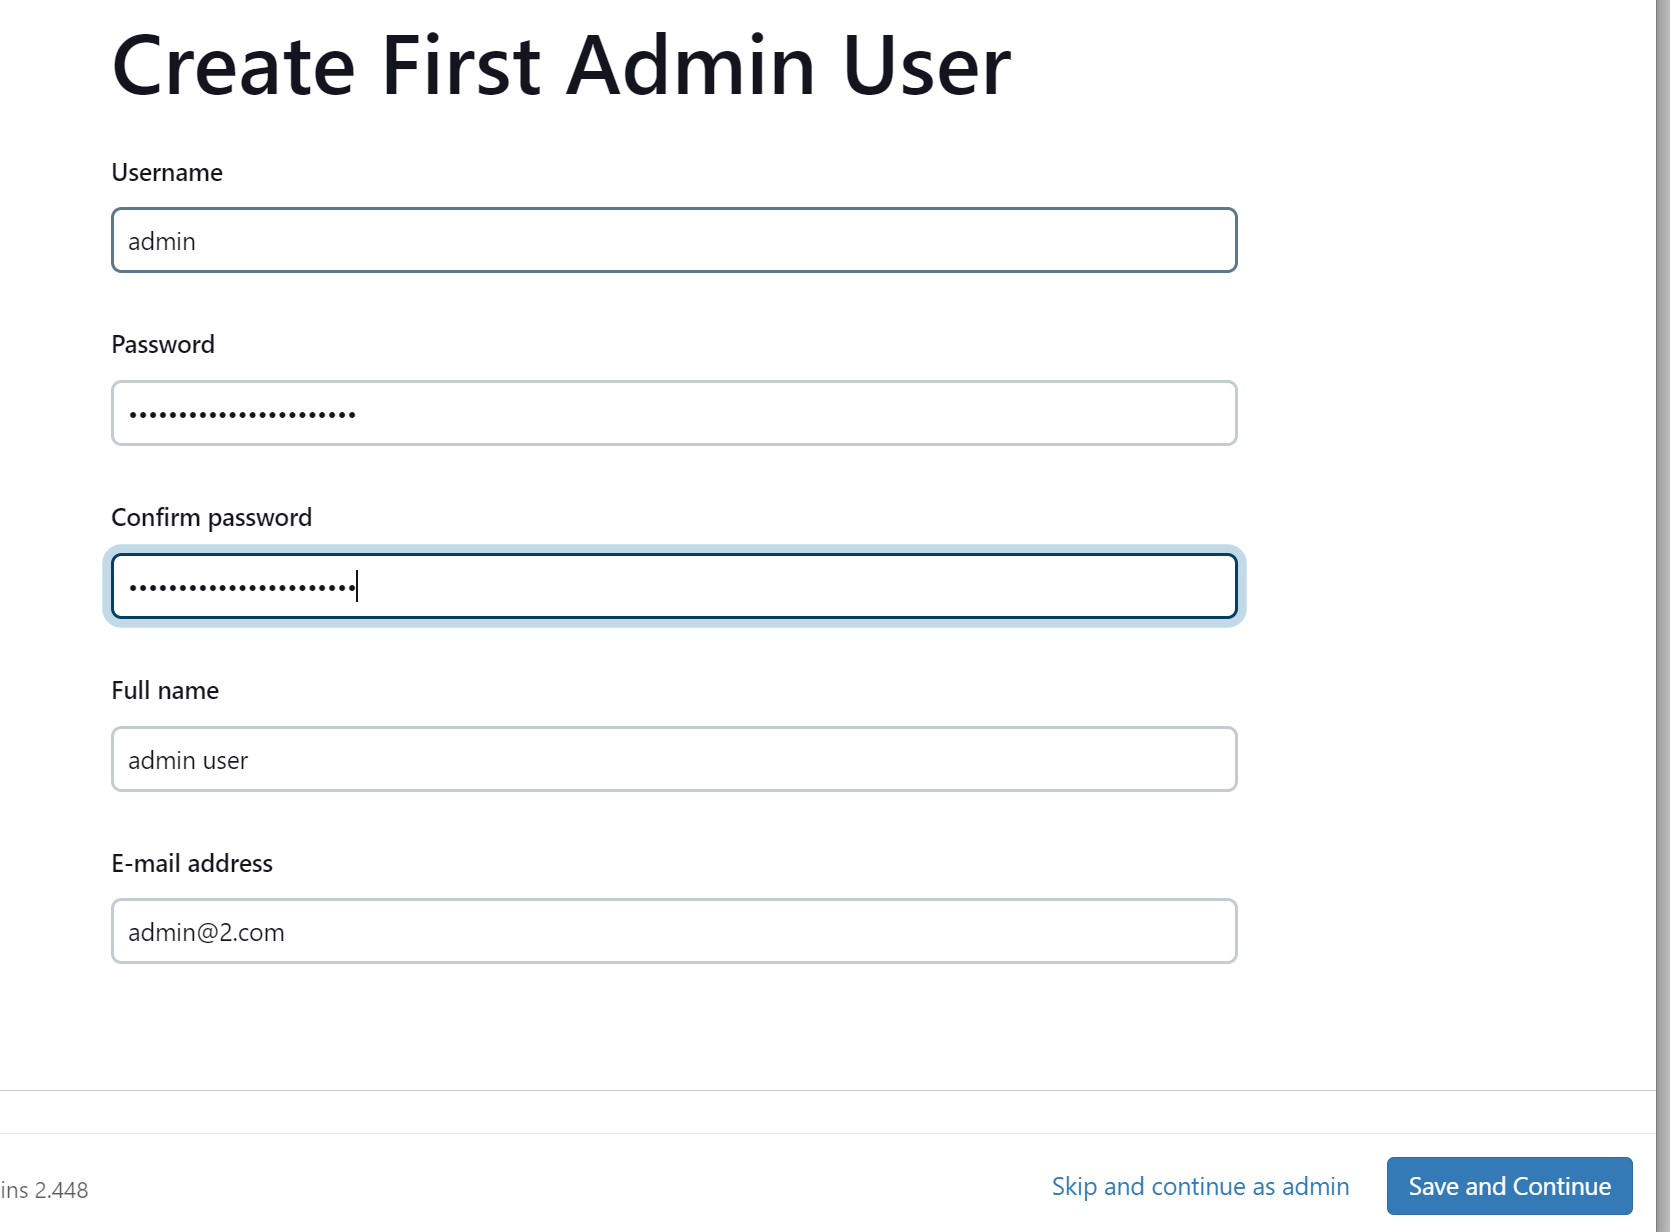 Create First Admin User
Username
admin
Password
•••••••••••••••••••••••
Confirm password
•••••••••••••••••••••••
Full name
admin user
E-mail address
admin@2.com
ins 2.448
Skip and continue as admin
Save and Continue